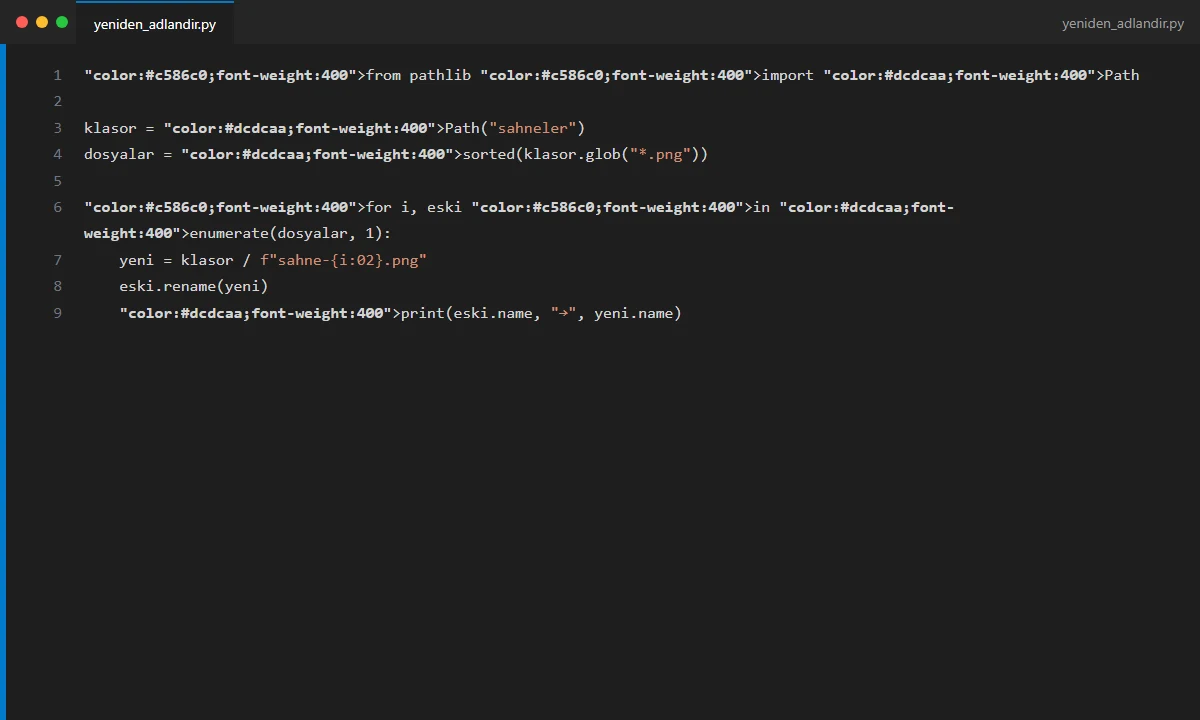 yeniden_adlandir.py
yeniden_adlandir.py
1 "color:#c586c0;font-weight:400">from pathlib "color:#c586c0;font-weight:400">import "color:#dcdcaa;font-weight:400">Path
2
3 klasor = "color:#dcdcaa;font-weight:400">Path("sahneler")
4 dosyalar = "color:#dcdcaa;font-weight:400">sorted(klasor.glob("*.png"))
5
6 "color:#c586c0;font-weight:400">for i, eski "color:#c586c0;font-weight:400">in "color:#dcdcaa;font-
weight:400">enumerate(dosyalar, 1):
7     yeni = klasor / f"sahne-{i:02}.png"
8     eski.rename(yeni)
9     "color:#dcdcaa;font-weight:400">print(eski.name, "→", yeni.name)